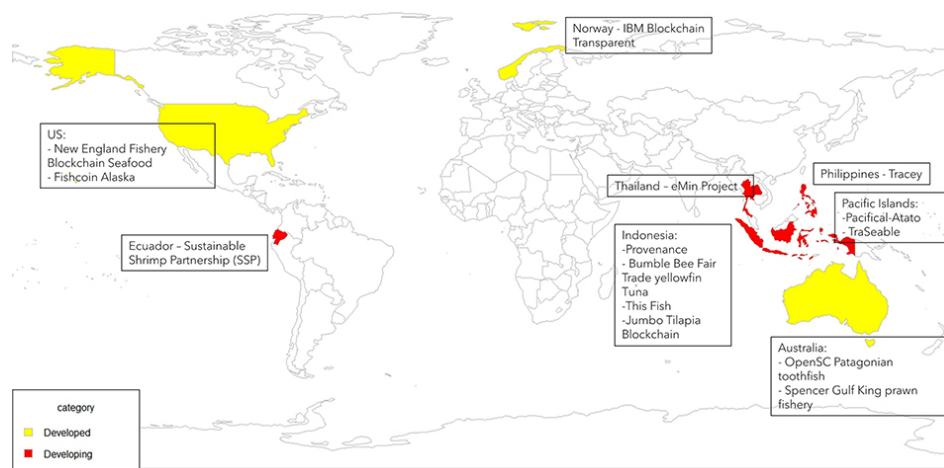 Norway - IBM Blockchain
Transparent
US:
- New England Fishery
Blockchain Seafood
- Fishcoin Alaska
Thailand – eMin Project
Philippines - Tracey
Pacific Islands:
-Pacifical-Atato
- TraSeable
Ecuador – Sustainable
Shrimp Partnership (SSP)
Indonesia:
-Provenance
- Bumble Bee Fair
Trade yellowfin
Tuna
-This Fish
-Jumbo Tilapia
Blockchain
Australia:
- OpenSC Patagonian
toothfish
- Spencer Gulf King prawn
fishery
category
Developed
Developing